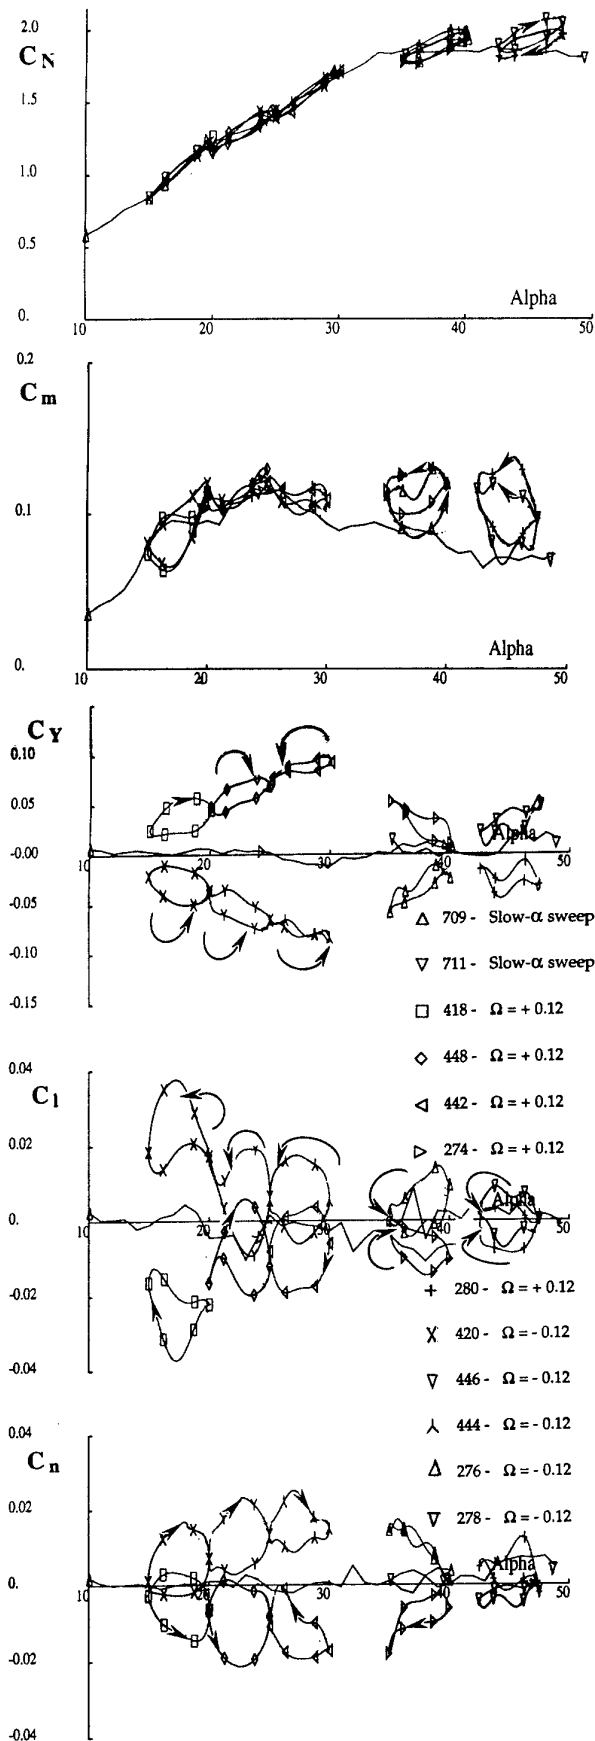 2.0
C N
1.5
1.0
0.5
0.
Alpha
10 20 30 40 50
0.2
C m
0.1
0.
Alpha
10 20 30 40 50
C Y
0.10
0.05
Alpha
-0.00
10 20 30 40 50
-0.05
709 - Slow-α sweep
-0.10
711 - Slow-α sweep
-0.15
418 - Ω = + 0.12
448 - Ω = + 0.12
0.04
C l
442 - Ω = + 0.12
0.02
274 - Ω = + 0.12
Alpha
0.
10 20 30 40 50
-0.02
280 - Ω = + 0.12
420 - Ω = - 0.12
-0.04
446 - Ω = - 0.12
444 - Ω = - 0.12
0.04
C n
276 - Ω = - 0.12
0.02
278 - Ω = - 0.12
Alpha
0.
10 20 30 40 50
-0.02
-0.04